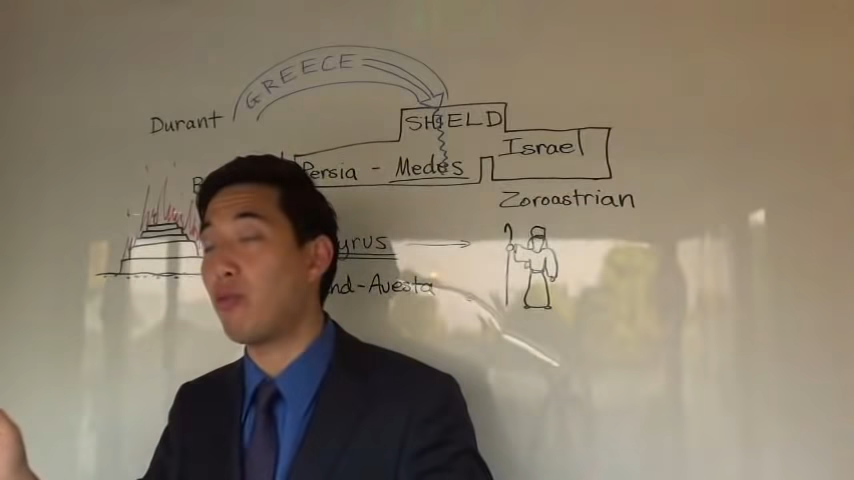 GREECE
Durant
SHIELD
Israel
Persia - Medes
Zoroastrian
yrus
nd-Avesta